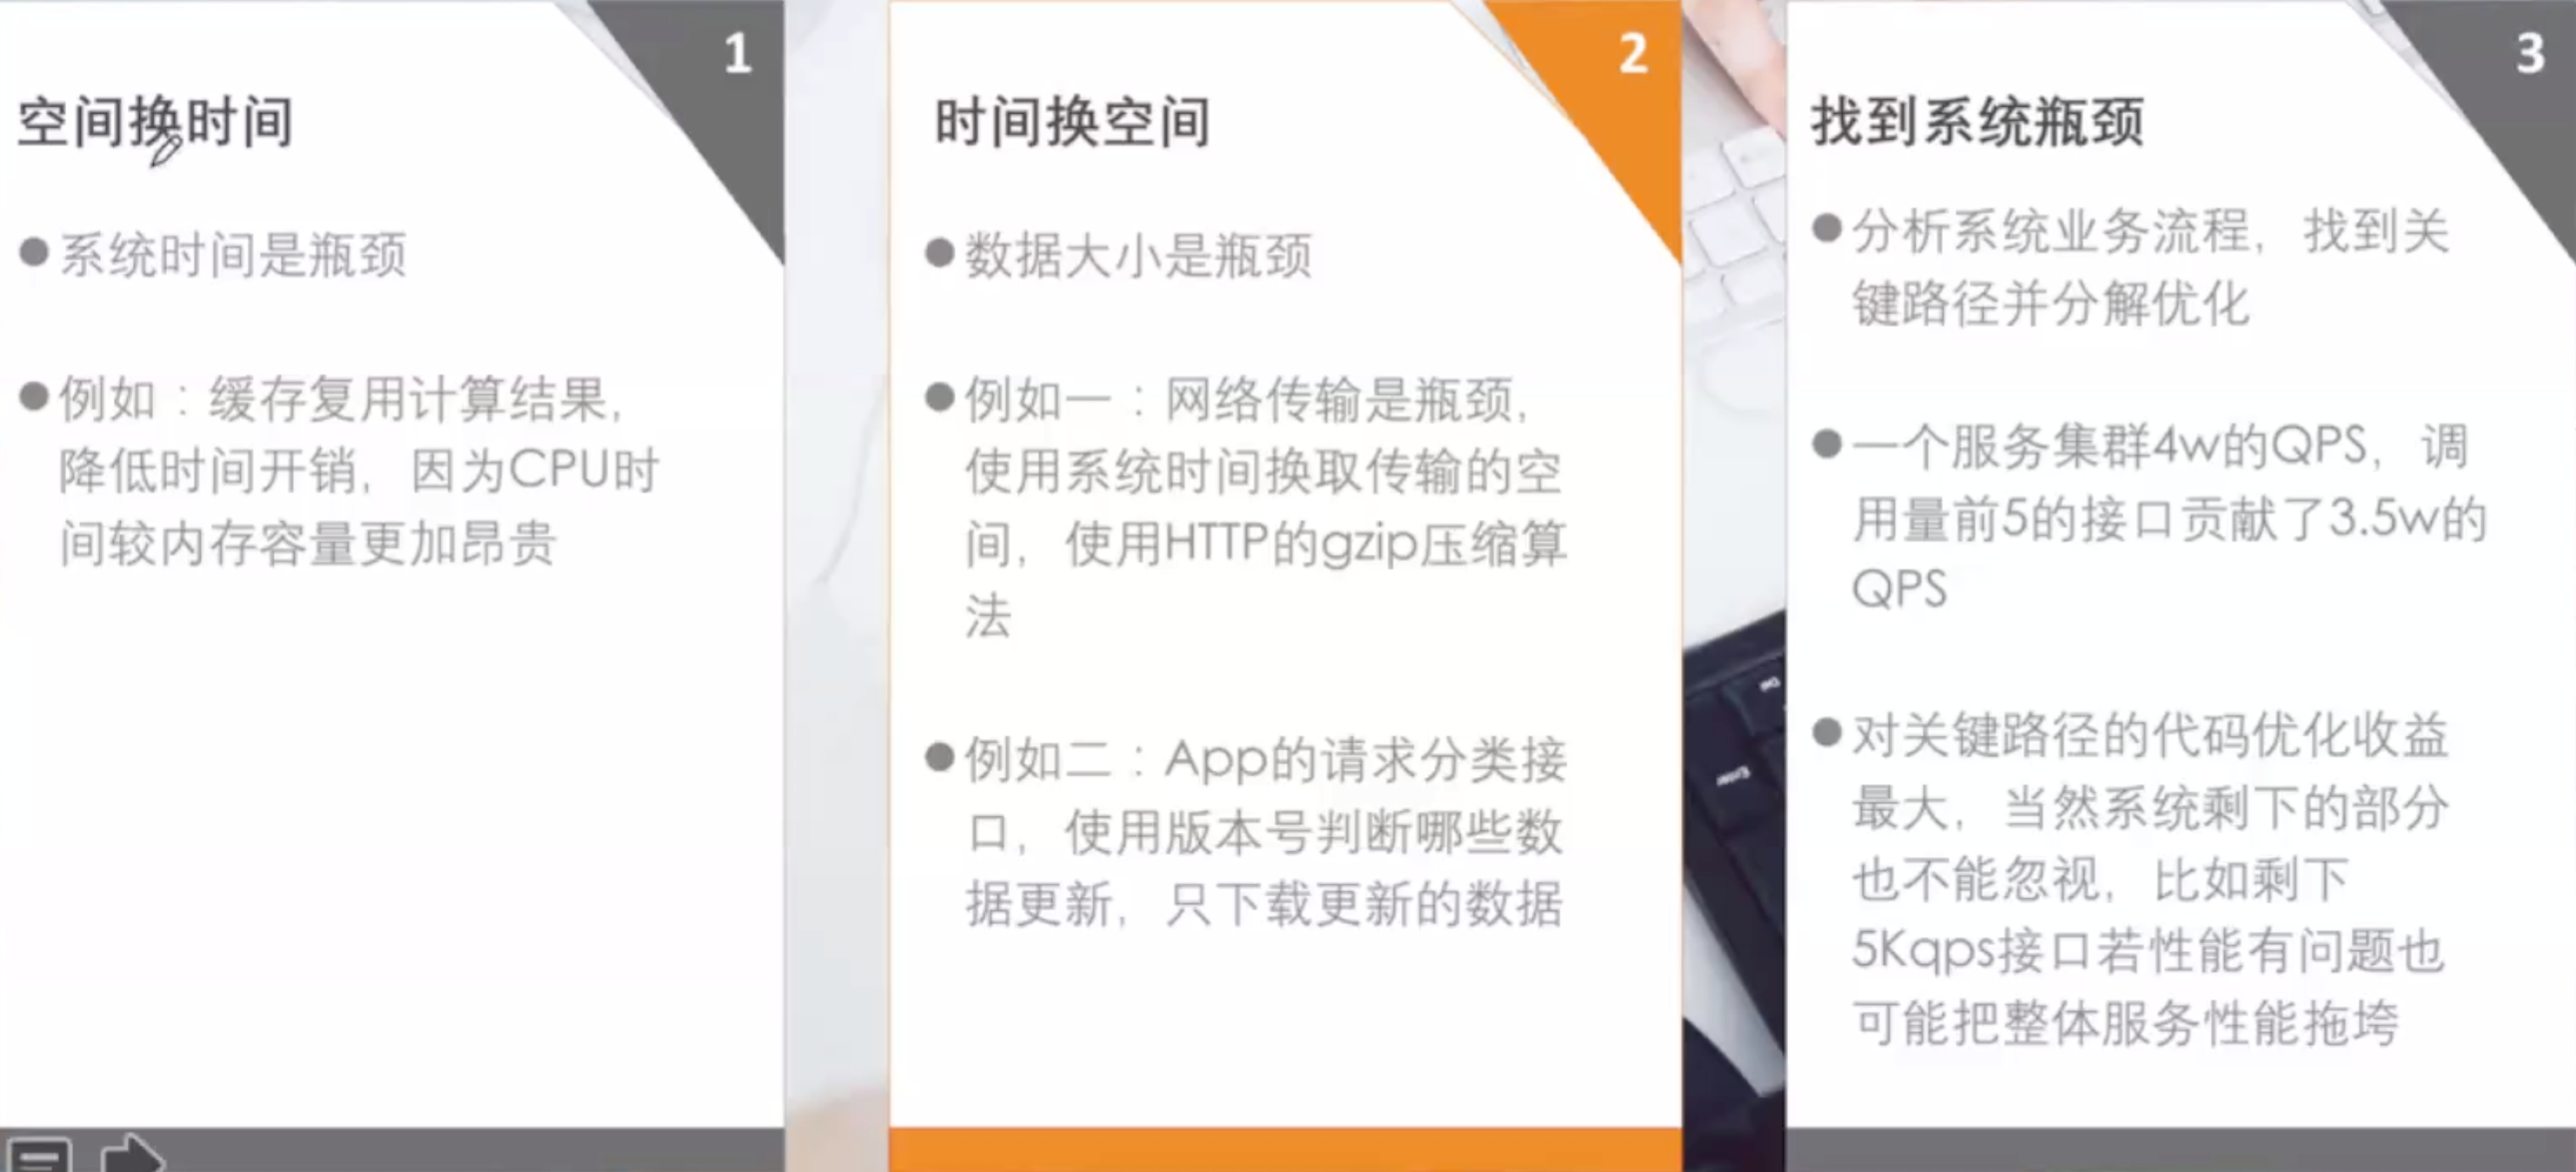 1
空间换时间
●系统时间是瓶颈
●例如：缓存复用计算结果，
降低时间开销，因为CPU时
间较内存容量更加昂贵
2
时间换空间
●数据大小是瓶颈
●例如一：网络传输是瓶颈，
使用系统时间换取传输的空
间，使用HTTP的gzip压缩算
法
●例如二：App的请求分类接
口，使用版本号判断哪些数
据更新，只下载更新的数据
3
找到系统瓶颈
●分析系统业务流程，找到关
键路径并分解优化
●一个服务集群4w的QPS，调
用量前5的接口贡献了3.5w的
QPS
●对关键路径的代码优化收益
最大，当然系统剩下的部分
也不能忽视，比如剩下
5Kqps接口若性能有问题也
可能把整体服务性能拖垮
Del
Enter